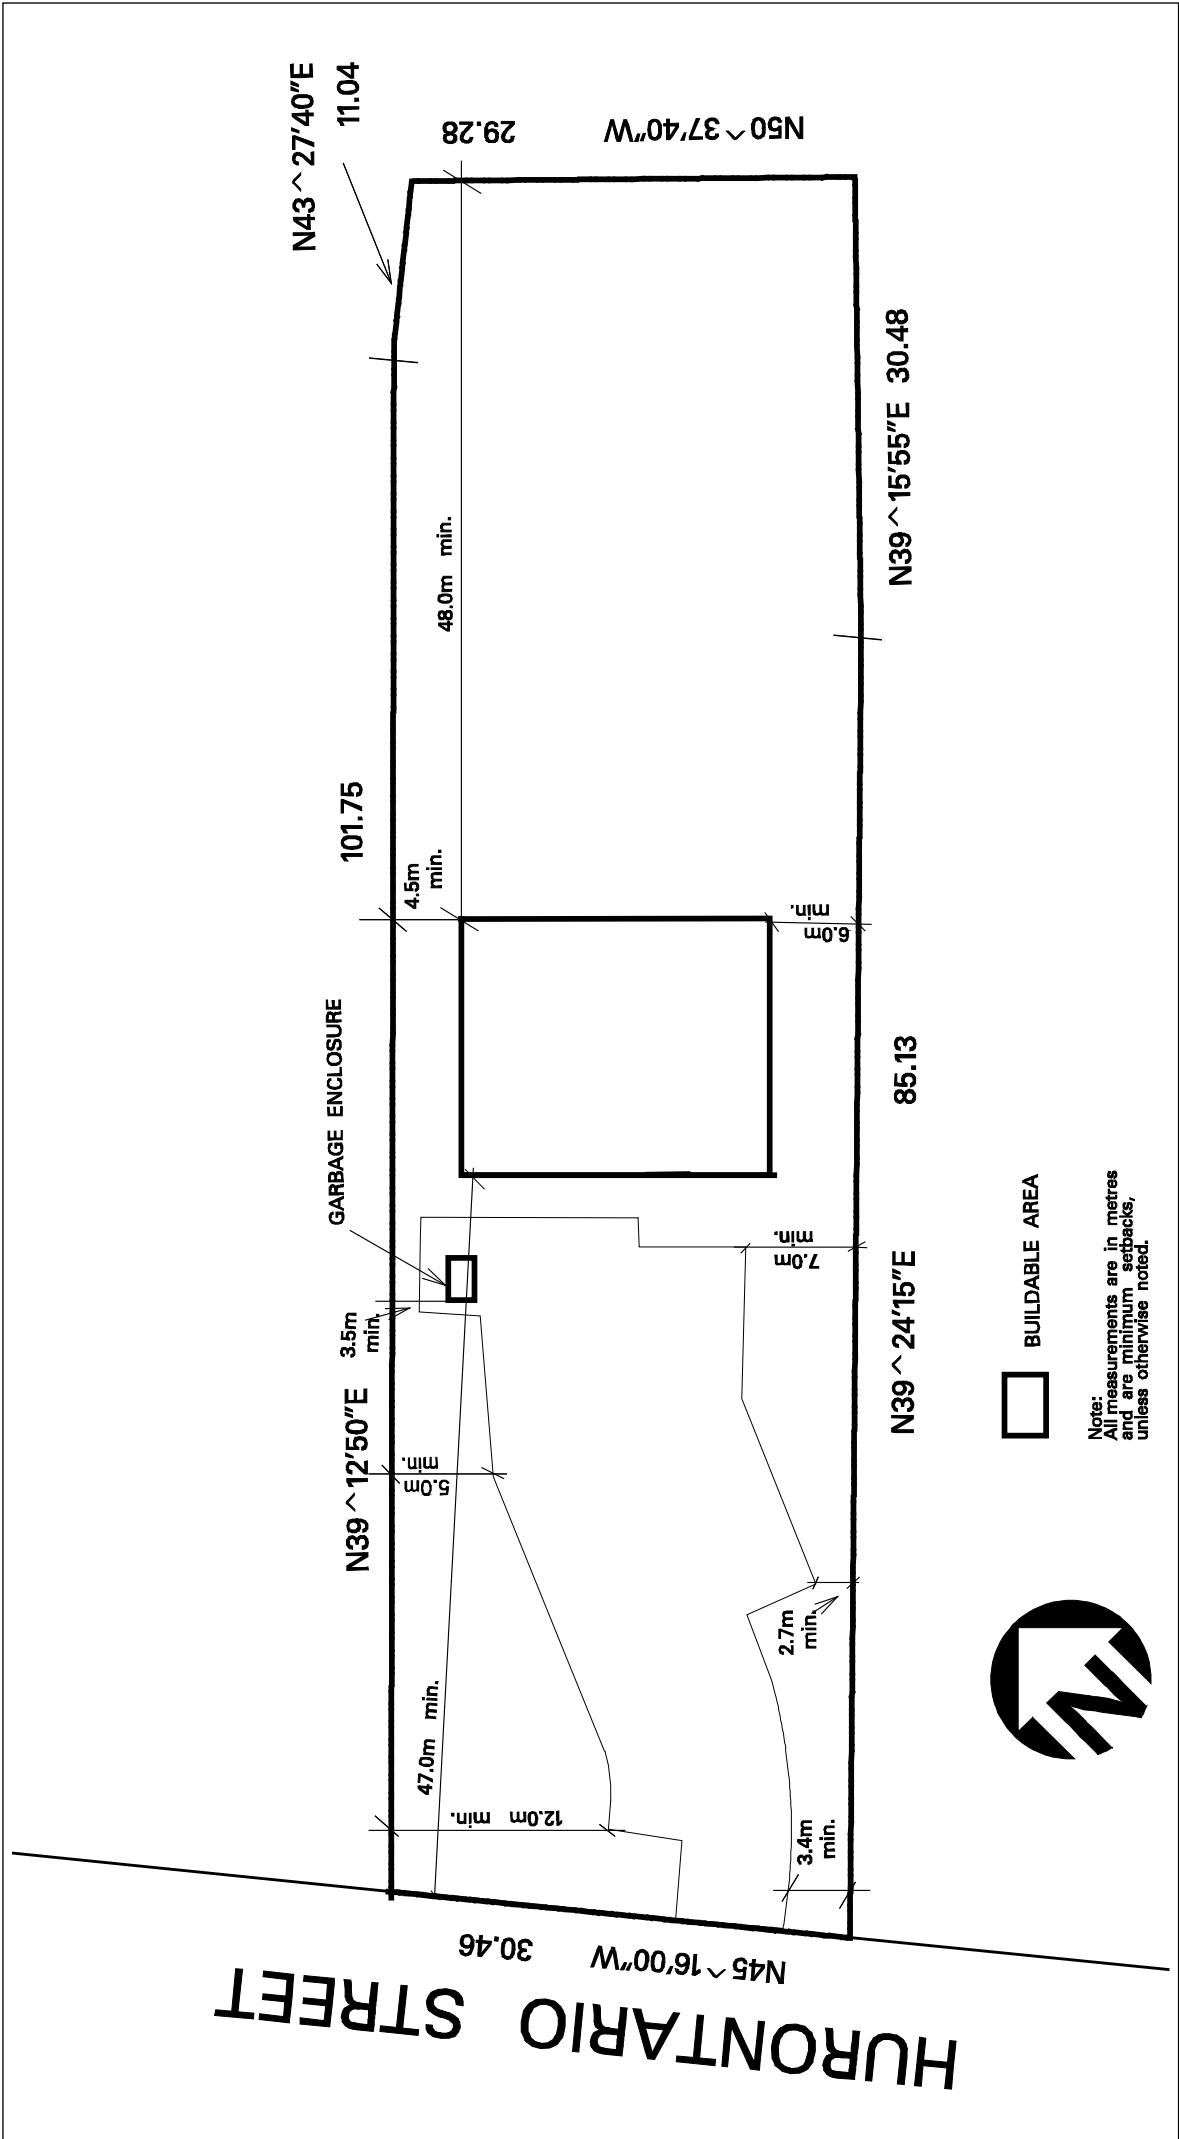 N43^27'40"E
11.04
29.28
N50^37'40"W
N39^15'55"E 30.48
48.0m min.
101.75
4.5m
min.
6.0m
min.
GARBAGE ENCLOSURE
85.13
3.5m
min.
7.0m
min.
N39^12'50"E
N39^24'15"E
5.0m
min.
2.7m
min.
47.0m min.
12.0m min.
3.4m
min.
30.46
N45^16'00"W
HURONTARIO STREET
BUILDABLE AREA
Note:
All measurements are in metres
and are minimum setbacks,
unless otherwise noted.
N